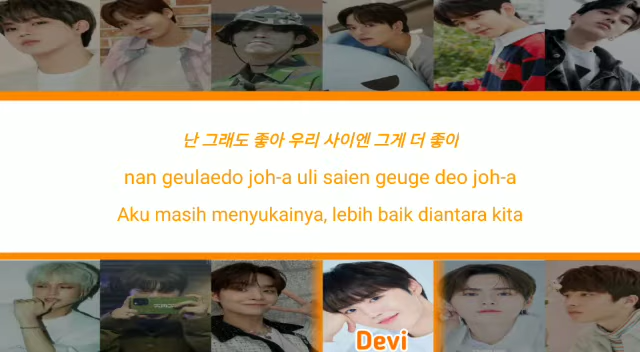 난 그래도 좋아 우리 사이엔 그게 더 좋아
nan geulaedo joh-a uli saien geuge deo joh-a
Aku masih menyukainya, lebih baik diantara kita
Devi